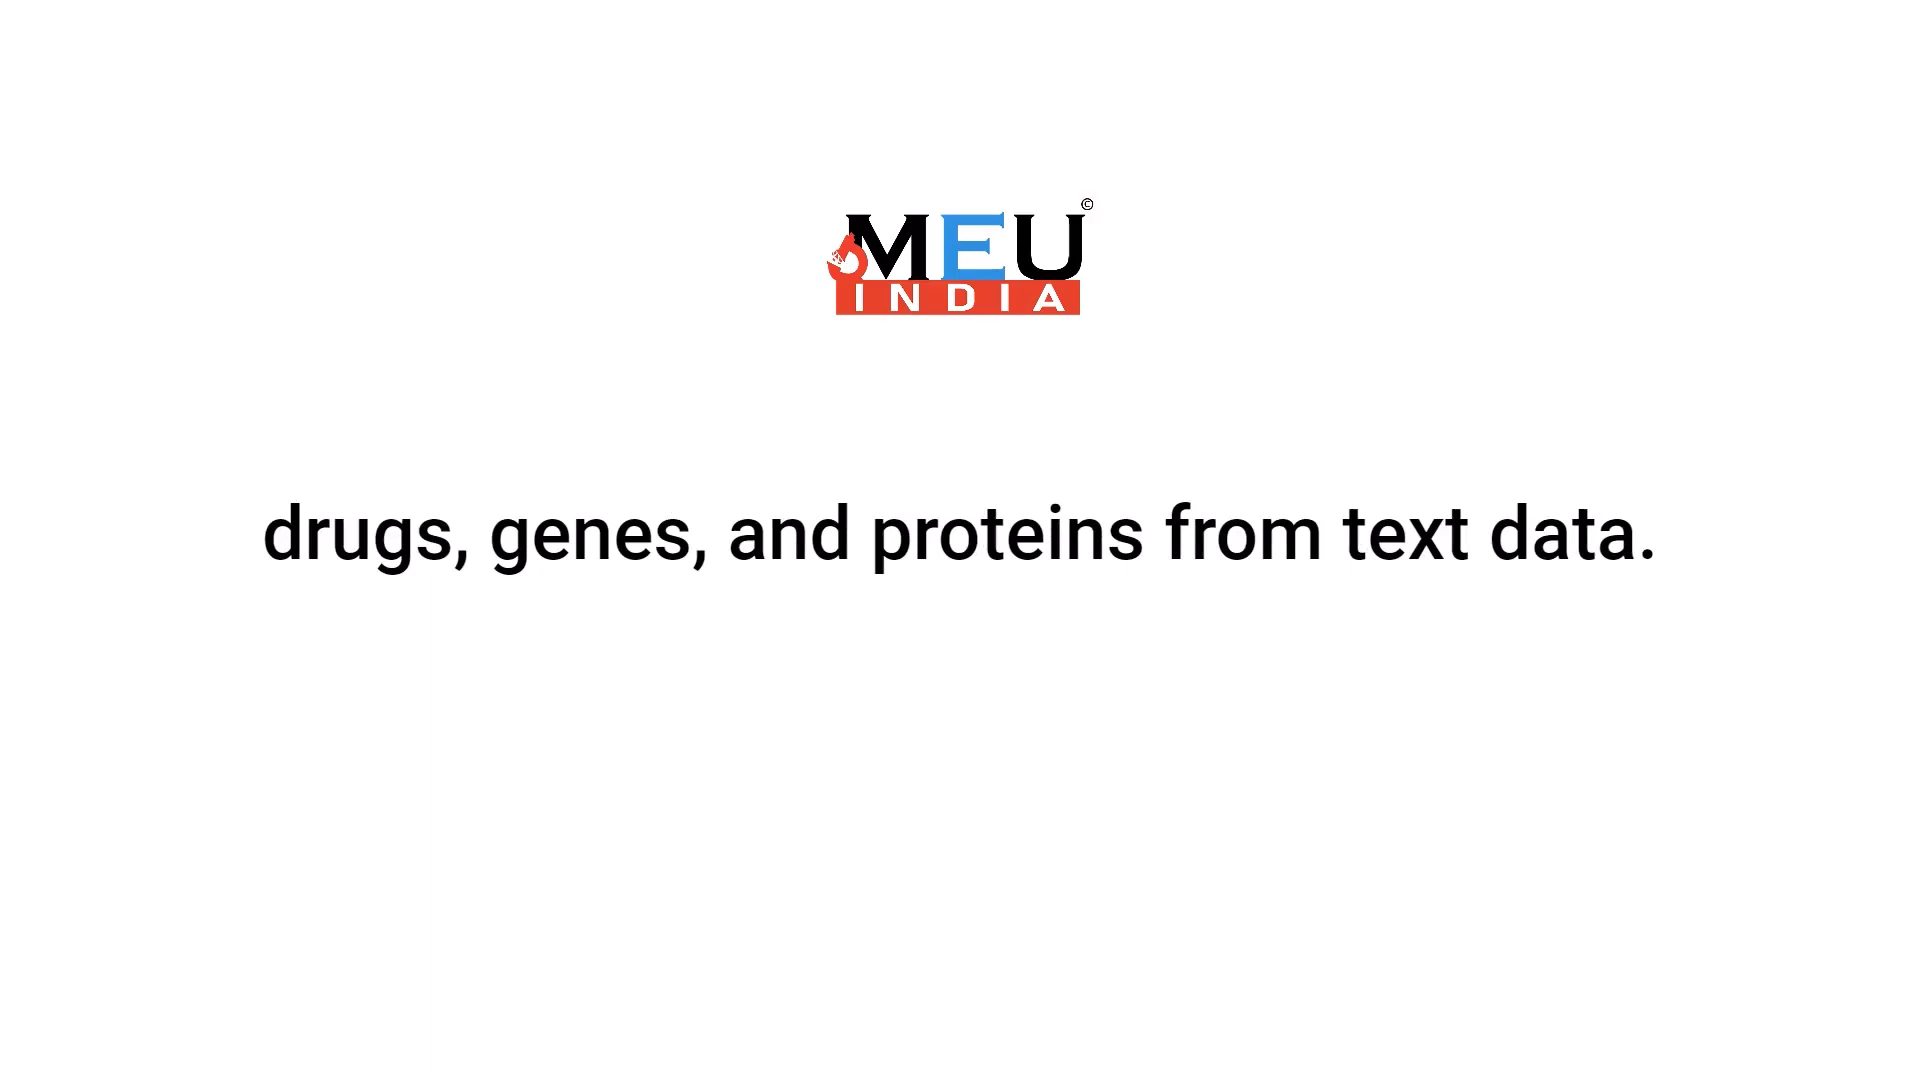 MEU
©
INDIA
drugs, genes, and proteins from text data.